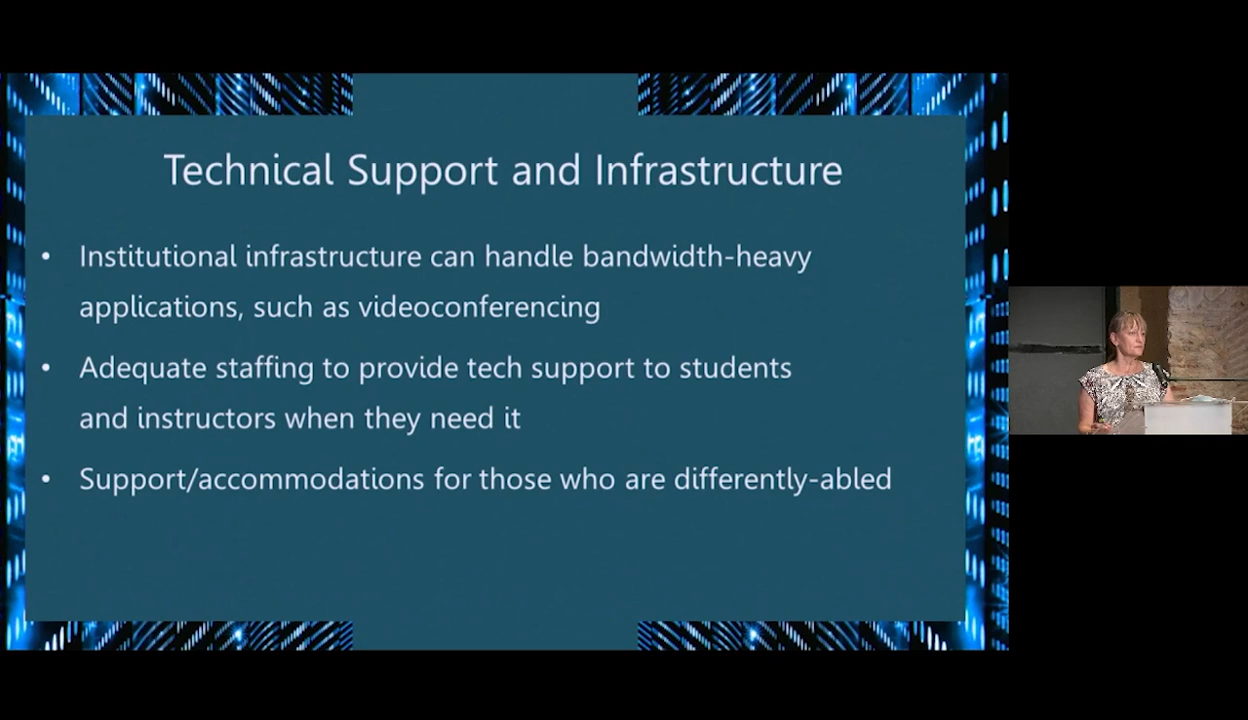 Technical Support and Infrastructure
• Institutional infrastructure can handle bandwidth-heavy
applications, such as videoconferencing
• Adequate staffing to provide tech support to students
and instructors when they need it
• Support/accommodations for those who are differently-abled